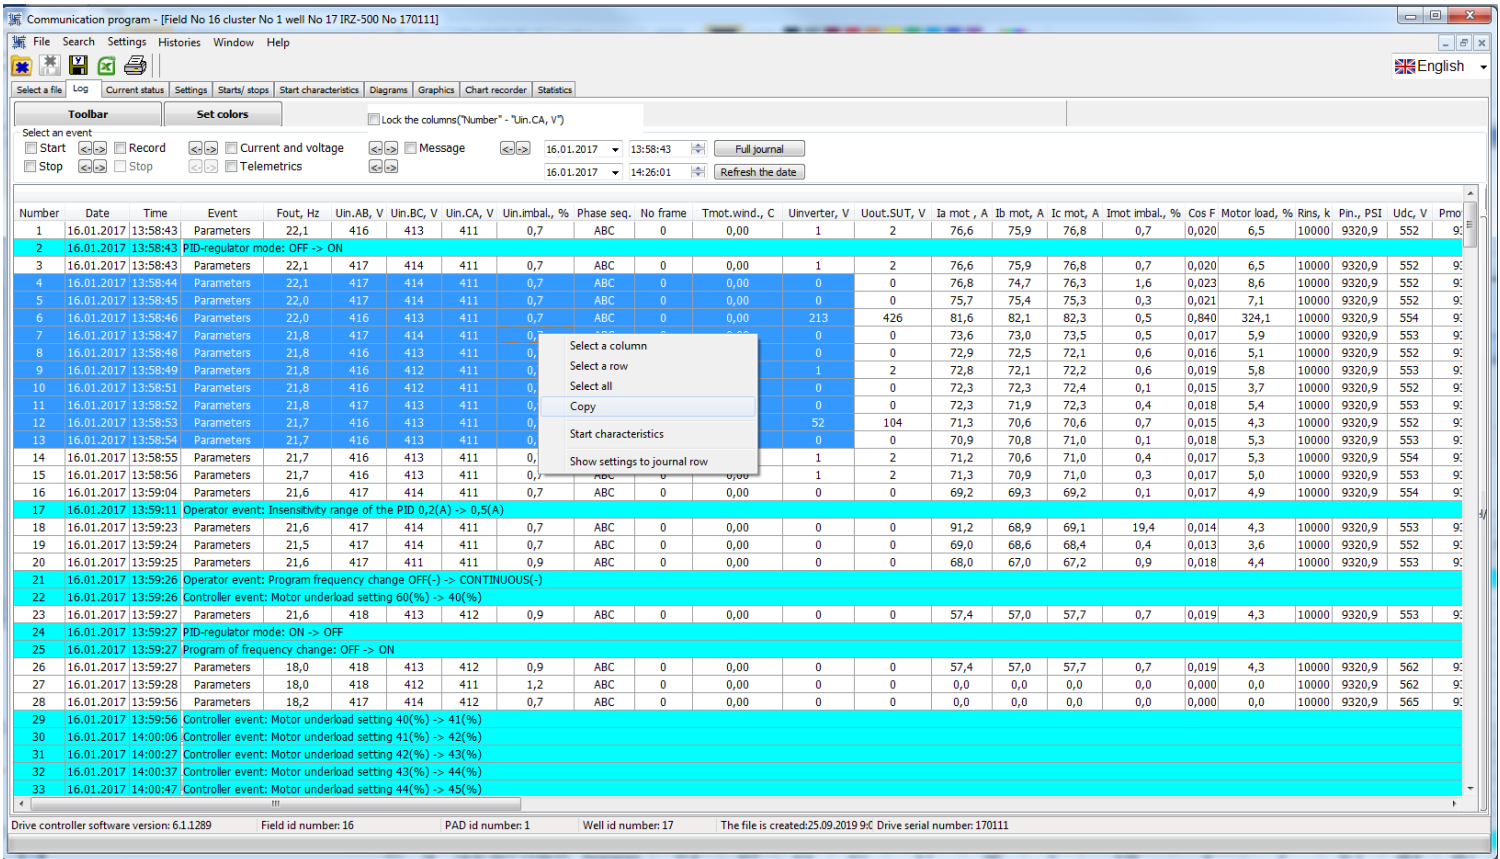 Communication program - [Field No 16 cluster No 1 well No 17 IRZ-500 No 170111]
File Search Settings Histories Window Help
English
Select a file Log Current status Settings Starts/ stops Start characteristics Diagrams Graphics Chart recorder Statistics
Toolbar Set colors Lock the columns("Number" - "Uin.CA, V")
Select an event
Start <- -> Record <- -> Current and voltage <- -> Message <- -> 16.01.2017 13:58:43 Full journal
Stop <- -> Stop <- -> Telemetrics <- -> 16.01.2017 14:26:01 Refresh the date
Number Date Time Event Fout, Hz Uin.AB, V Uin.BC, V Uin.CA, V Uin.imbal., % Phase seq. No frame Tmot.wind., C Uinverter, V Uout.SUT, V Ia mot , A Ib mot, A Ic mot, A Imot imbal., % Cos F Motor load, % Rins, k Pin., PSI Udc, V Pmo
1 16.01.2017 13:58:43 Parameters 22,1 416 413 411 0,7 ABC 0 0,00 1 2 76,6 75,9 76,8 0,7 0,020 6,5 10000 9320,9 552
2 16.01.2017 13:58:43 PID-regulator mode: OFF -> ON
3 16.01.2017 13:58:43 Parameters 22,1 417 414 411 0,7 ABC 0 0,00 1 2 76,6 75,9 76,8 0,7 0,020 6,5 10000 9320,9 552
4 16.01.2017 13:58:44 Parameters 22,1 417 414 411 0,7 ABC 0 0,00 0 0 76,8 74,7 76,3 1,6 0,023 8,6 10000 9320,9 552
5 16.01.2017 13:58:45 Parameters 22,0 417 414 411 0,7 ABC 0 0,00 0 0 75,7 75,4 75,3 0,3 0,021 7,1 10000 9320,9 552
6 16.01.2017 13:58:46 Parameters 22,0 416 413 411 0,7 ABC 0 0,00 213 426 81,6 82,1 82,3 0,5 0,840 324,1 10000 9320,9 554
7 16.01.2017 13:58:47 Parameters 21,8 417 414 411 0 0 73,6 73,0 73,5 0,5 0,017 5,9 10000 9320,9 553
8 16.01.2017 13:58:48 Parameters 21,8 416 413 411 0, 0 0 72,9 72,5 72,1 0,6 0,016 5,1 10000 9320,9 552
9 16.01.2017 13:58:49 Parameters 21,8 416 412 411 0, 1 2 72,8 72,1 72,2 0,6 0,019 5,8 10000 9320,9 553
10 16.01.2017 13:58:51 Parameters 21,8 416 412 411 0, 0 0 72,3 72,3 72,4 0,1 0,015 3,7 10000 9320,9 552
11 16.01.2017 13:58:52 Parameters 21,8 417 413 411 0, 0 0 72,3 71,9 72,3 0,4 0,018 5,4 10000 9320,9 553
12 16.01.2017 13:58:53 Parameters 21,7 416 413 411 0, 52 104 71,3 70,6 70,6 0,7 0,015 4,3 10000 9320,9 552
13 16.01.2017 13:58:54 Parameters 21,7 416 413 411 0, 0 0 70,9 70,8 71,0 0,1 0,018 5,3 10000 9320,9 553
14 16.01.2017 13:58:55 Parameters 21,7 416 413 411 0, 1 2 71,2 70,6 71,0 0,4 0,017 5,3 10000 9320,9 554
15 16.01.2017 13:58:56 Parameters 21,7 416 413 411 0,7 ABC 0 0,00 1 2 71,3 70,9 71,0 0,3 0,017 5,0 10000 9320,9 553
16 16.01.2017 13:59:04 Parameters 21,6 417 414 411 0,7 ABC 0 0,00 0 0 69,2 69,3 69,2 0,1 0,017 4,9 10000 9320,9 554
17 16.01.2017 13:59:11 Operator event: Insensitivity range of the PID 0,2(A) -> 0,5(A)
18 16.01.2017 13:59:23 Parameters 21,6 417 414 411 0,7 ABC 0 0,00 0 0 91,2 68,9 69,1 19,4 0,014 4,3 10000 9320,9 553
19 16.01.2017 13:59:24 Parameters 21,5 417 414 411 0,7 ABC 0 0,00 0 0 69,0 68,6 68,4 0,4 0,013 3,6 10000 9320,9 552
20 16.01.2017 13:59:25 Parameters 21,6 417 411 411 0,9 ABC 0 0,00 0 0 68,0 67,0 67,2 0,9 0,018 4,4 10000 9320,9 553
21 16.01.2017 13:59:26 Operator event: Program frequency change OFF(-) -> CONTINUOUS(-)
22 16.01.2017 13:59:26 Controller event: Motor underload setting 60(%) -> 40(%)
23 16.01.2017 13:59:27 Parameters 21,6 418 413 412 0,9 ABC 0 0,00 0 0 57,4 57,0 57,7 0,7 0,019 4,3 10000 9320,9 553
24 16.01.2017 13:59:27 PID-regulator mode: ON -> OFF
25 16.01.2017 13:59:27 Program of frequency change: OFF -> ON
26 16.01.2017 13:59:27 Parameters 18,0 418 413 412 0,9 ABC 0 0,00 0 0 57,4 57,0 57,7 0,7 0,019 4,3 10000 9320,9 562
27 16.01.2017 13:59:28 Parameters 18,0 418 412 411 1,2 ABC 0 0,00 0 0 0,0 0,0 0,0 0,0 0,000 0,0 10000 9320,9 562
28 16.01.2017 13:59:56 Parameters 18,2 417 414 412 0,7 ABC 0 0,00 0 0 0,0 0,0 0,0 0,0 0,000 0,0 10000 9320,9 565
29 16.01.2017 13:59:56 Controller event: Motor underload setting 40(%) -> 41(%)
30 16.01.2017 14:00:06 Controller event: Motor underload setting 41(%) -> 42(%)
31 16.01.2017 14:00:27 Controller event: Motor underload setting 42(%) -> 43(%)
32 16.01.2017 14:00:37 Controller event: Motor underload setting 43(%) -> 44(%)
33 16.01.2017 14:00:47 Controller event: Motor underload setting 44(%) -> 45(%)
Select a column
Select a row
Select all
Copy
Start characteristics
Show settings to journal row
Drive controller software version: 6.1.1289 Field id number: 16 PAD id number: 1 Well id number: 17 The file is created:25.09.2019 9:0 Drive serial number: 170111